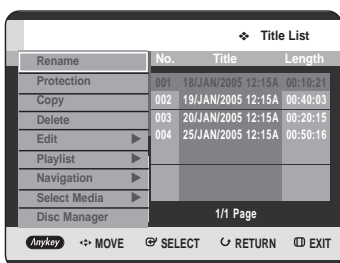 ❖ Title List
Rename No. Title Length
Protection 001 18/JAN/2005 12:15A 00:10:21
Copy 002 19/JAN/2005 12:15A 00:40:03
Delete 003 20/JAN/2005 12:15A 00:20:15
Edit ▶ 004 25/JAN/2005 12:15A 00:50:16
Playlist ▶
Navigation ▶
Select Media ▶
Disc Manager 1/1 Page
Anykey MOVE SELECT RETURN EXIT